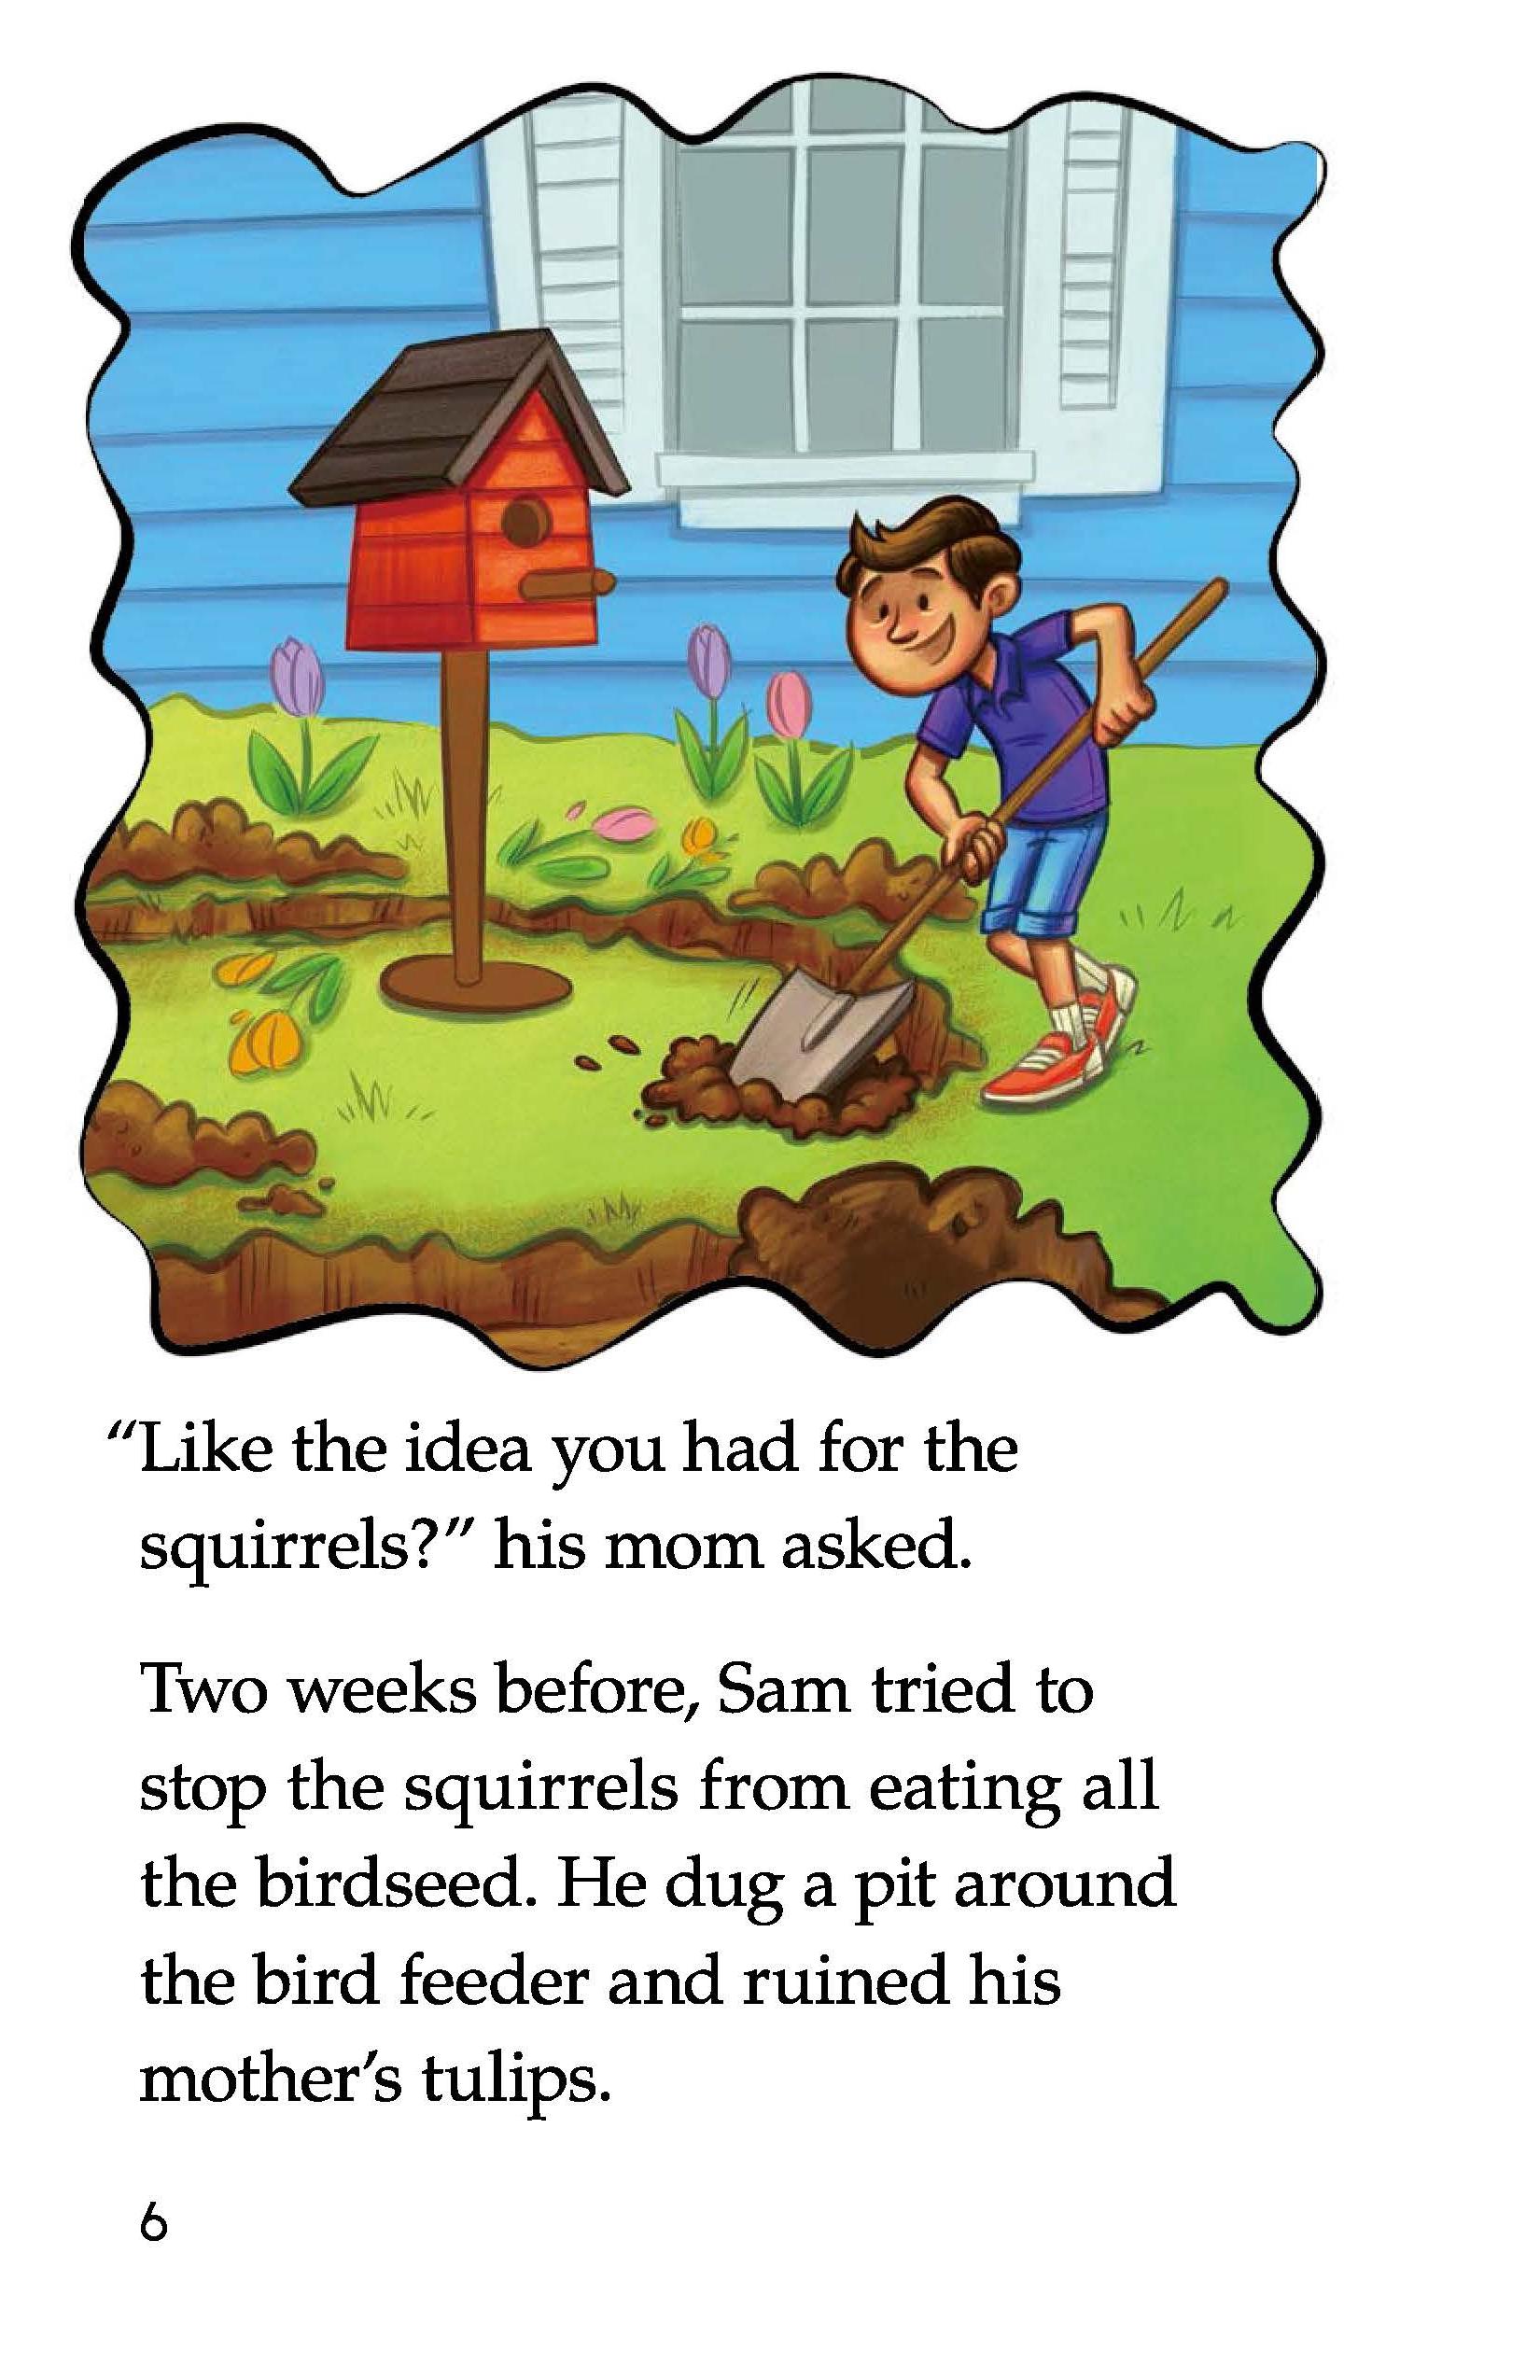 “Like the idea you had for the
squirrels?” his mom asked.
Two weeks before, Sam tried to
stop the squirrels from eating all
the birdseed. He dug a pit around
the bird feeder and ruined his
mother’s tulips.
6